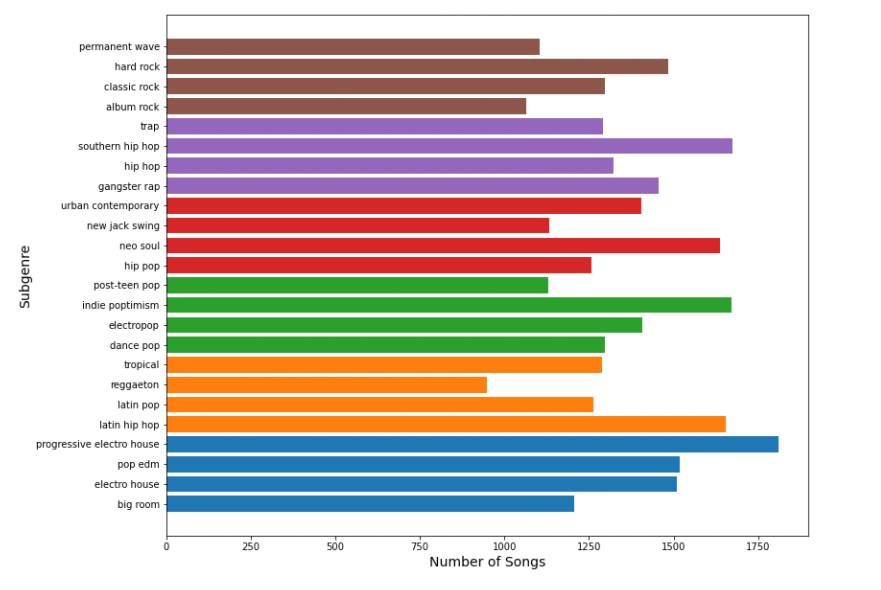 permanent wave
hard rock
classic rock
album rock
trap
southern hip hop
hip hop
gangster rap
urban contemporary
new jack swing
neo soul
hip pop
post-teen pop
indie poptimism
electropop
dance pop
tropical
reggaeton
latin pop
latin hip hop
progressive electro house
pop edm
electro house
big room
Subgenre
0 250 500 750 1000 1250 1500 1750
Number of Songs